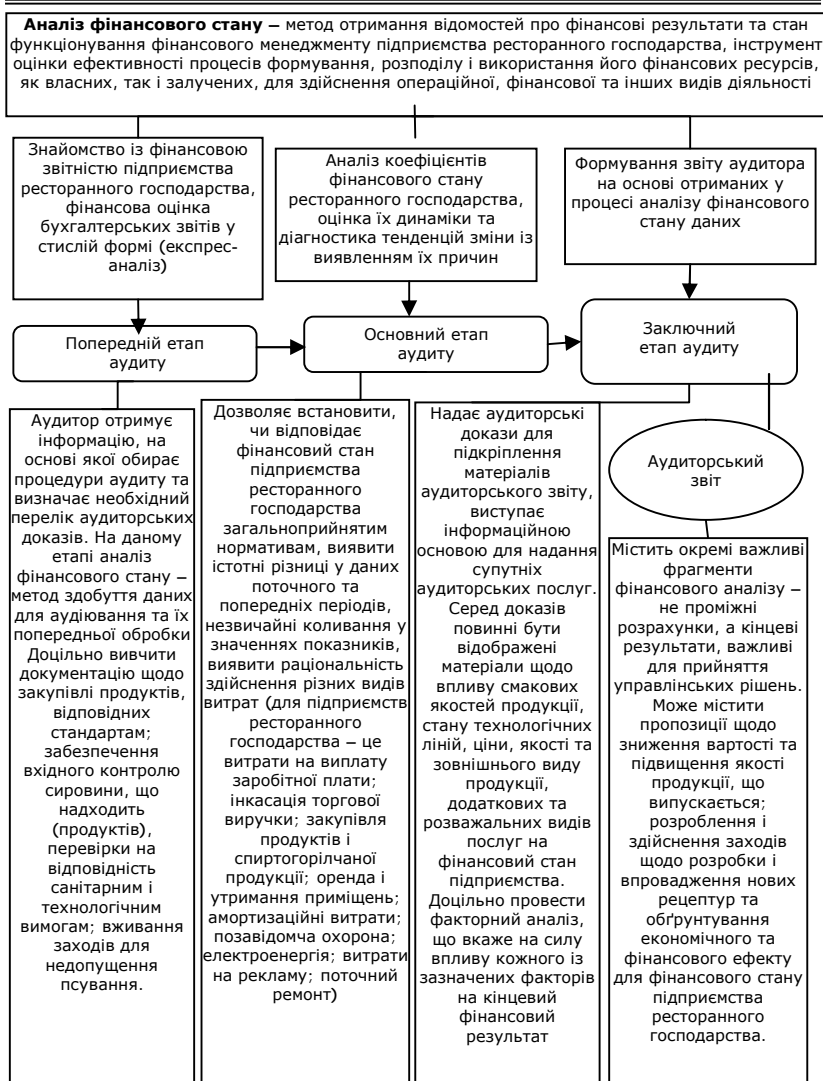 Аналіз фінансового стану – метод отримання відомостей про фінансові результати та стан
функціонування фінансового менеджменту підприємства ресторанного господарства, інструмент
оцінки ефективності процесів формування, розподілу і використання його фінансових ресурсів,
як власних, так і залучених, для здійснення операційної, фінансової та інших видів діяльності
Знайомство із фінансовою
звітністю підприємства
ресторанного господарства,
фінансова оцінка
бухгалтерських звітів у
стислій формі (експрес-
аналіз)
Аналіз коефіцієнтів
фінансового стану
ресторанного господарства,
оцінка їх динаміки та
діагностика тенденцій зміни із
виявленням їх причин
Формування звіту аудитора
на основі отриманих у
процесі аналізу фінансового
стану даних
Попередній етап
аудиту
Основний етап
аудиту
Заключний
етап аудиту
Аудитор отримує
інформацію, на
основі якої обирає
процедури аудиту та
визначає необхідний
перелік аудиторських
доказів. На даному
етапі аналіз
фінансового стану –
метод здобуття даних
для аудіювання та їх
попередньої обробки
Доцільно вивчити
документацію щодо
закупівлі продуктів,
відповідних
стандартам;
забезпечення
вхідного контролю
сировини, що
надходить
(продуктів),
перевірки на
відповідність
санітарним і
технологічним
вимогам; вживання
заходів для
недопущення
псування.
Дозволяє встановити,
чи відповідає
фінансовий стан
підприємства
ресторанного
господарства
загальноприйнятим
нормативам, виявити
істотні різниці у даних
поточного та
попередніх періодів,
незвичайні коливання у
значеннях показників,
виявити раціональність
здійснення різних видів
витрат (для підприємств
ресторанного
господарства – це
витрати на виплату
заробітної плати;
інкасація торгової
виручки; закупівля
продуктів і
спиртогорілчаної
продукції; оренда і
утримання приміщень;
амортизаційні витрати;
позавідомча охорона;
електроенергія; витрати
на рекламу; поточний
ремонт)
Надає аудиторські
докази для
підкріплення
матеріалів
аудиторського звіту,
виступає
інформаційною
основою для надання
супутніх
аудиторських послуг.
Серед доказів
повинні бути
відображені
матеріали щодо
впливу смакових
якостей продукції,
стану технологічних
ліній, ціни, якості та
зовнішнього виду
продукції,
додаткових та
розважальних видів
послуг на
фінансовий стан
підприємства.
Доцільно провести
факторний аналіз,
що вкаже на силу
впливу кожного із
зазначених факторів
на кінцевий
фінансовий
результат
Аудиторський
звіт
Містить окремі важливі
фрагменти
фінансового аналізу –
не проміжні
розрахунки, а кінцеві
результати, важливі
для прийняття
управлінських рішень.
Може містити
пропозиції щодо
зниження вартості та
підвищення якості
продукції, що
випускається;
розроблення і
здійснення заходів
щодо розробки і
впровадження нових
рецептур та
обґрунтування
економічного та
фінансового ефекту
для фінансового стану
підприємства
ресторанного
господарства.